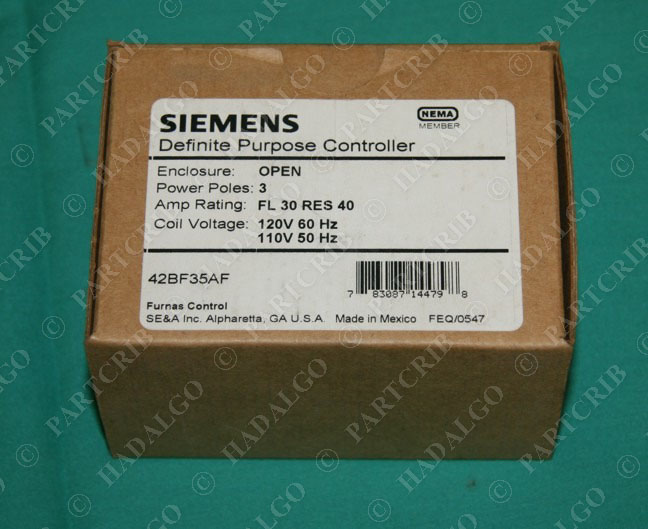 SIEMENS
NEMA
MEMBER
Definite Purpose Controller
Enclosure: OPEN
Power Poles: 3
Amp Rating: FL 30 RES 40
Coil Voltage: 120V 60 Hz
110V 50 Hz
42BF35AF
7 83087 14479 8
Furnas Control
SE&A Inc. Alpharetta, GA U.S.A. Made in Mexico FEQ/0547
© PARTCRIB
© HADALGO